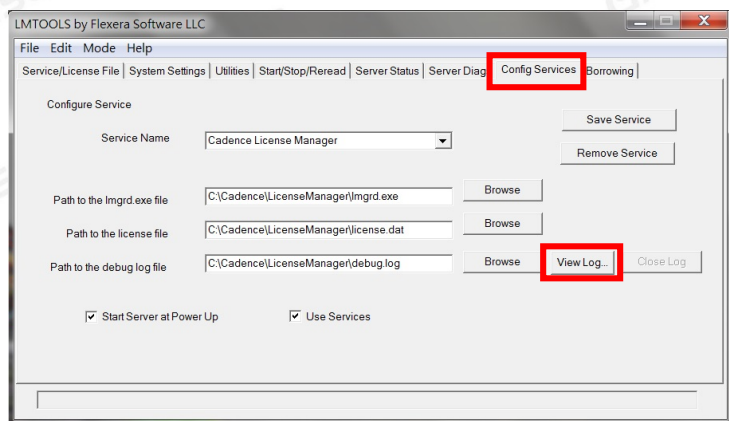 LMTOOLS by Flexera Software LLC
File Edit Mode Help
Service/License File System Settings Utilities Start/Stop/Reread Server Status Server Diag Config Services Borrowing
Configure Service
Save Service
Service Name Cadence License Manager
Remove Service
Path to the lmgrd.exe file C:\Cadence\LicenseManager\lmgrd.exe Browse
Path to the license file C:\Cadence\LicenseManager\license.dat Browse
Path to the debug log file C:\Cadence\LicenseManager\debug.log Browse View Log... Close Log
Start Server at Power Up Use Services